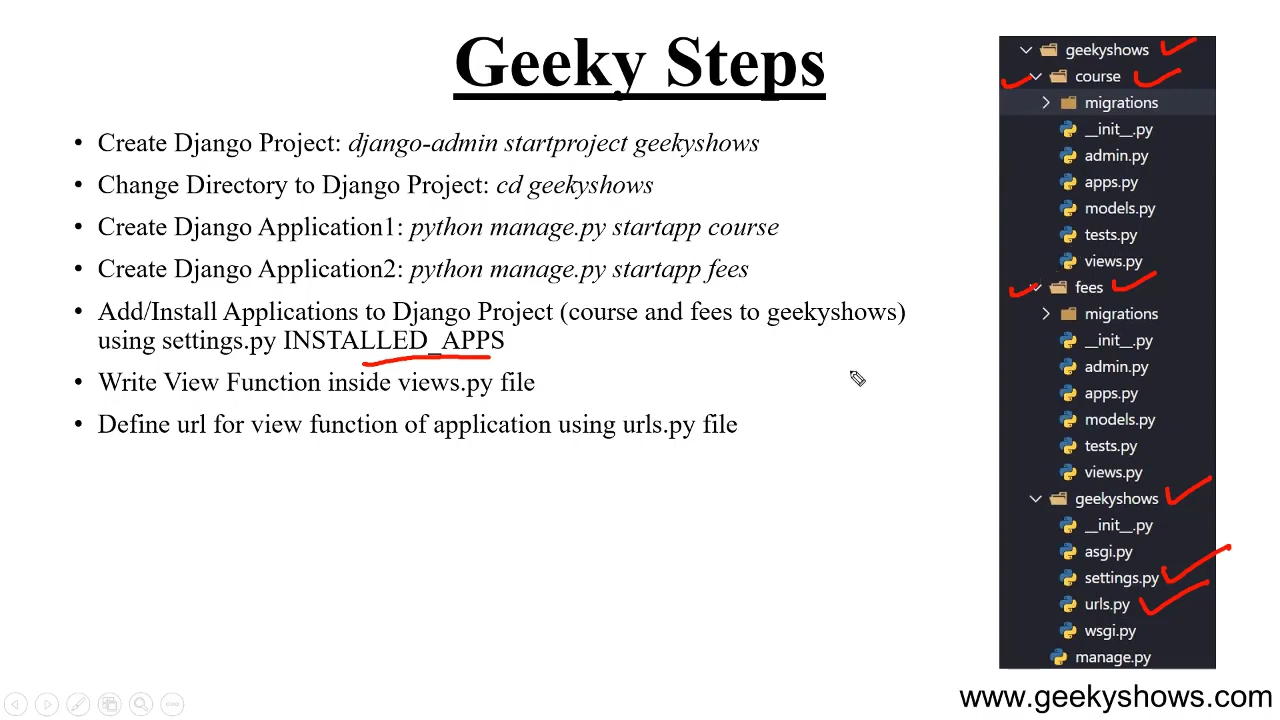 Geeky Steps
• Create Django Project: django-admin startproject geekyshows
• Change Directory to Django Project: cd geekyshows
• Create Django Application1: python manage.py startapp course
• Create Django Application2: python manage.py startapp fees
• Add/Install Applications to Django Project (course and fees to geekyshows)
using settings.py INSTALLED_APPS
• Write View Function inside views.py file
• Define url for view function of application using urls.py file
geekyshows
course
migrations
__init__.py
admin.py
apps.py
models.py
tests.py
views.py
fees
migrations
__init__.py
admin.py
apps.py
models.py
tests.py
views.py
geekyshows
__init__.py
asgi.py
settings.py
urls.py
wsgi.py
manage.py
www.geekyshows.com